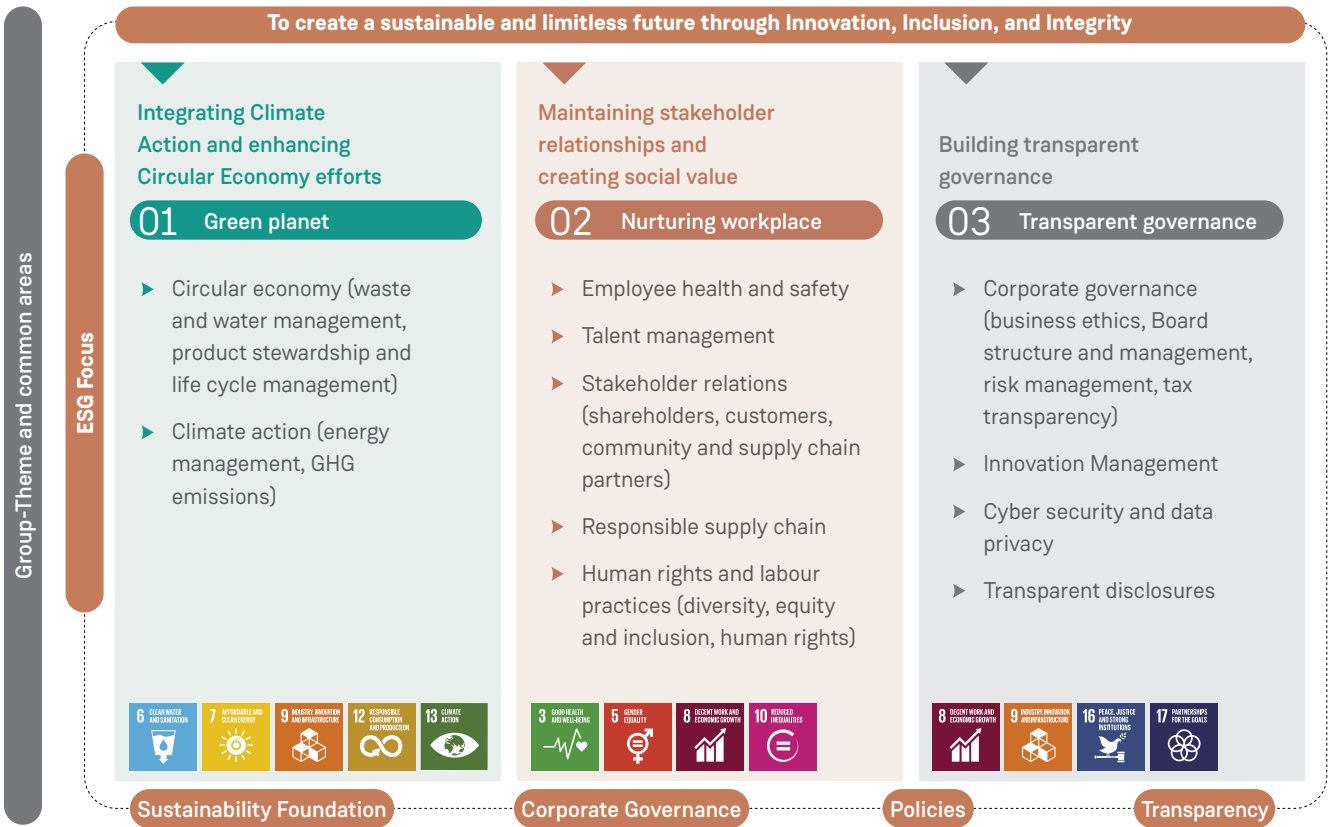 To create a sustainable and limitless future through Innovation, Inclusion, and Integrity
Group-Theme and common areas
ESG Focus
Integrating Climate
Action and enhancing
Circular Economy efforts
01 Green planet
Circular economy (waste
and water management,
product stewardship and
life cycle management)
Climate action (energy
management, GHG
emissions)
6 CLEAN WATER
AND SANITATION
7 AFFORDABLE AND
CLEAN ENERGY
9 INDUSTRY, INNOVATION
AND INFRASTRUCTURE
12 RESPONSIBLE
CONSUMPTION
AND PRODUCTION
13 CLIMATE
ACTION
Maintaining stakeholder
relationships and
creating social value
02 Nurturing workplace
Employee health and safety
Talent management
Stakeholder relations
(shareholders, customers,
community and supply chain
partners)
Responsible supply chain
Human rights and labour
practices (diversity, equity
and inclusion, human rights)
3 GOOD HEALTH
AND WELL-BEING
5 GENDER
EQUALITY
8 DECENT WORK AND
ECONOMIC GROWTH
10 REDUCED
INEQUALITIES
Building transparent
governance
03 Transparent governance
Corporate governance
(business ethics, Board
structure and management,
risk management, tax
transparency)
Innovation Management
Cyber security and data
privacy
Transparent disclosures
8 DECENT WORK AND
ECONOMIC GROWTH
9 INDUSTRY, INNOVATION
AND INFRASTRUCTURE
16 PEACE, JUSTICE
AND STRONG
INSTITUTIONS
17 PARTNERSHIPS
FOR THE GOALS
Sustainability Foundation
Corporate Governance
Policies
Transparency